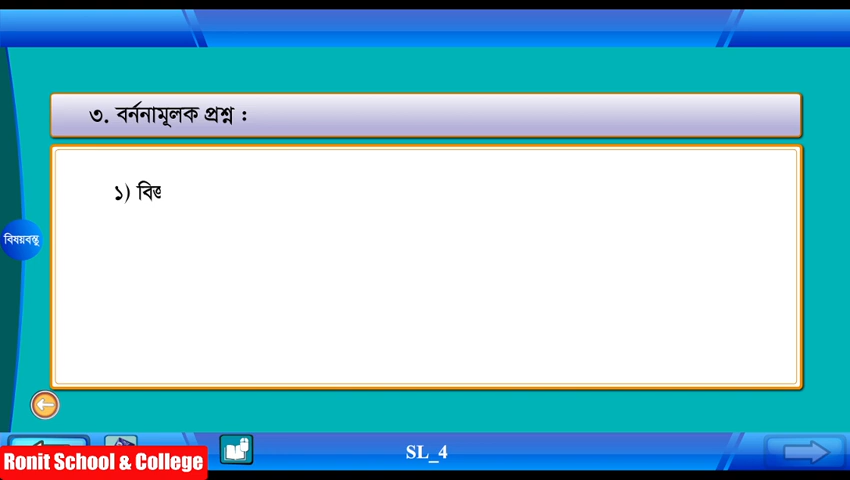 ৩. বর্ননামূলক প্রশ্ন :
১) বিজ্ঞ
বিষয়বস্তু
SL_4
Ronit School & College